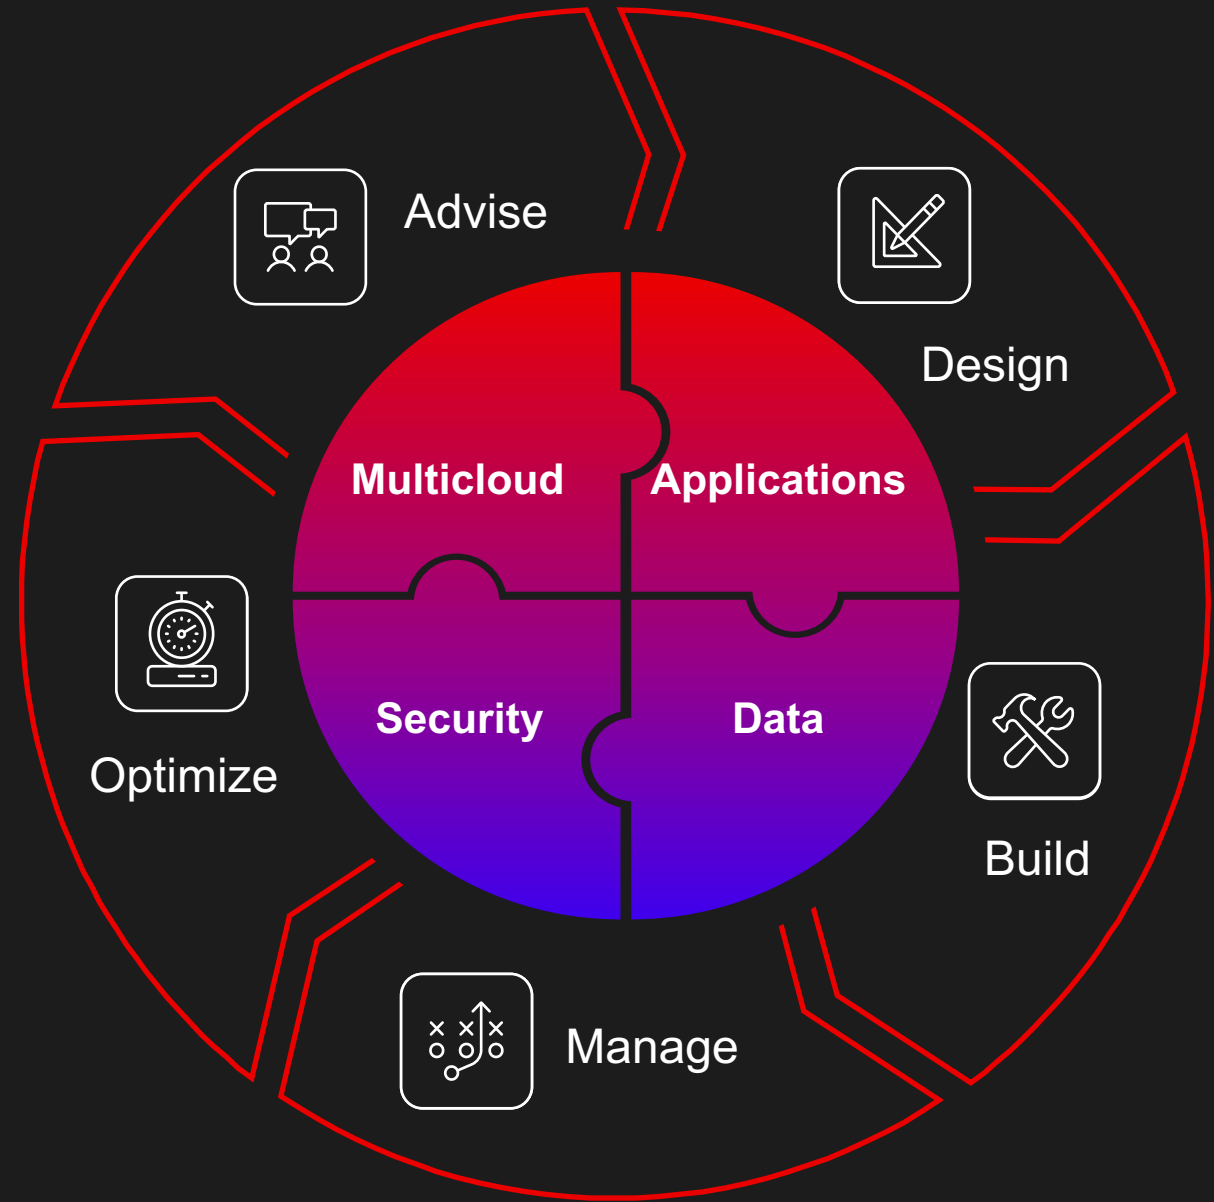 Advise
Design
Multicloud
Applications
Security
Data
Optimize
Build
Manage